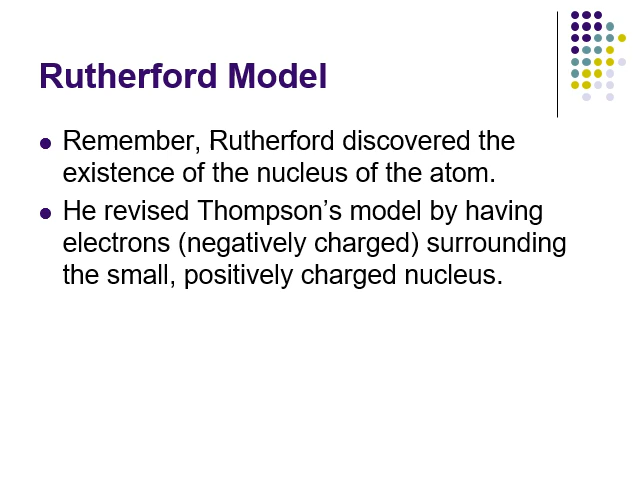 Rutherford Model
Remember, Rutherford discovered the
existence of the nucleus of the atom.
He revised Thompson’s model by having
electrons (negatively charged) surrounding
the small, positively charged nucleus.